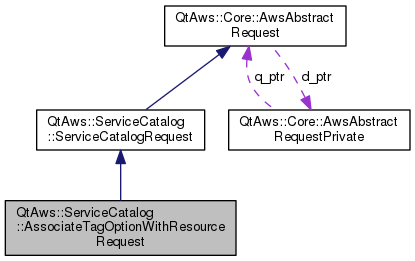 QtAws::Core::AwsAbstract
Request
q_ptr
d_ptr
QtAws::ServiceCatalog
::ServiceCatalogRequest
QtAws::Core::AwsAbstract
RequestPrivate
QtAws::ServiceCatalog
::AssociateTagOptionWithResource
Request